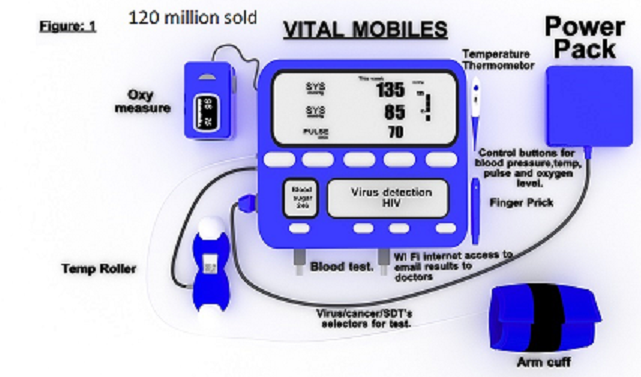 Figure: 1
120 million sold
VITAL MOBILES
Power
Pack
Temperature
Thermometor
Oxy
measure
SYS
135
SYS
85
PULSE
70
Control buttons for
blood pressure,temp,
pulse and oxygen
level.
Blood
sugar
246
Virus detection
HIV
Finger Prick
Temp Roller
Blood test.
Wi Fi internet access to
email results to
doctors
Virus/cancer/SDT's
selectors for test.
Arm cuff